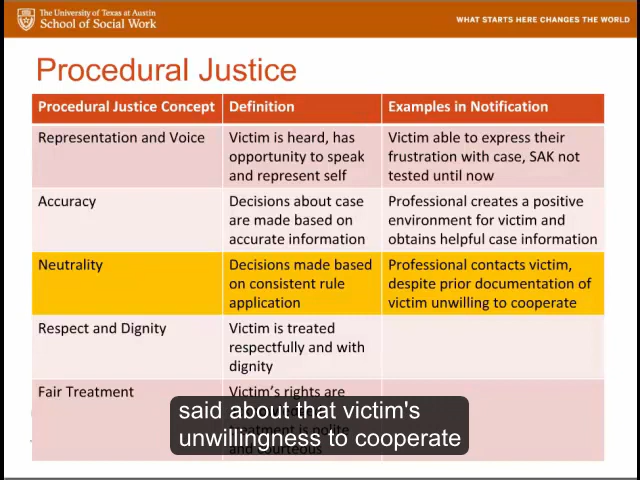 The University of Texas at Austin
School of Social Work
WHAT STARTS HERE CHANGES THE WORLD
Procedural Justice
Procedural Justice Concept
Definition
Examples in Notification
Representation and Voice
Victim is heard, has
opportunity to speak
and represent self
Victim able to express their
frustration with case, SAK not
tested until now
Accuracy
Decisions about case
are made based on
accurate information
Professional creates a positive
environment for victim and
obtains helpful case information
Neutrality
Decisions made based
on consistent rule
application
Professional contacts victim,
despite prior documentation of
victim unwilling to cooperate
Respect and Dignity
Victim is treated
respectfully and with
dignity
Fair Treatment
Victim's rights are
said about that victim's
unwillingness to cooperate